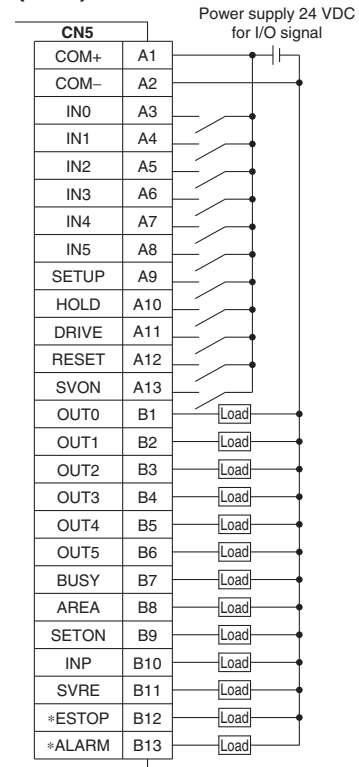 Power supply 24 VDC
for I/O signal
CN5
COM+ A1
COM− A2
IN0 A3
IN1 A4
IN2 A5
IN3 A6
IN4 A7
IN5 A8
SETUP A9
HOLD A10
DRIVE A11
RESET A12
SVON A13
OUT0 B1 Load
OUT1 B2 Load
OUT2 B3 Load
OUT3 B4 Load
OUT4 B5 Load
OUT5 B6 Load
BUSY B7 Load
AREA B8 Load
SETON B9 Load
INP B10 Load
SVRE B11 Load
*ESTOP B12 Load
*ALARM B13 Load